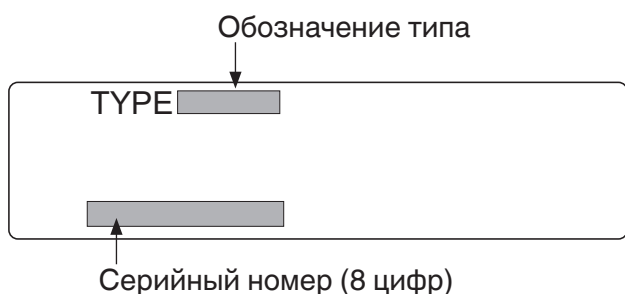 Обозначение типа
TYPE
Серийный номер (8 цифр)